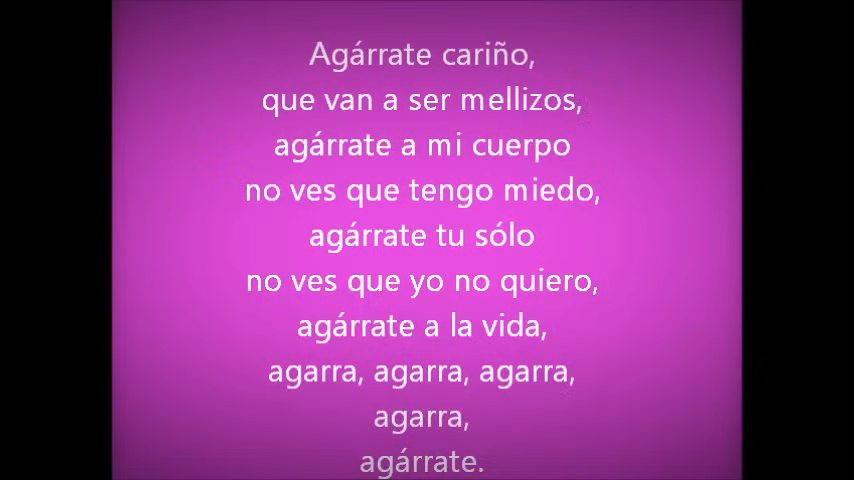 Agárrate cariño,
que van a ser mellizos,
agárrate a mi cuerpo
no ves que tengo miedo,
agárrate tu sólo
no ves que yo no quiero,
agárrate a la vida,
agarra, agarra, agarra,
agarra,
agárrate.